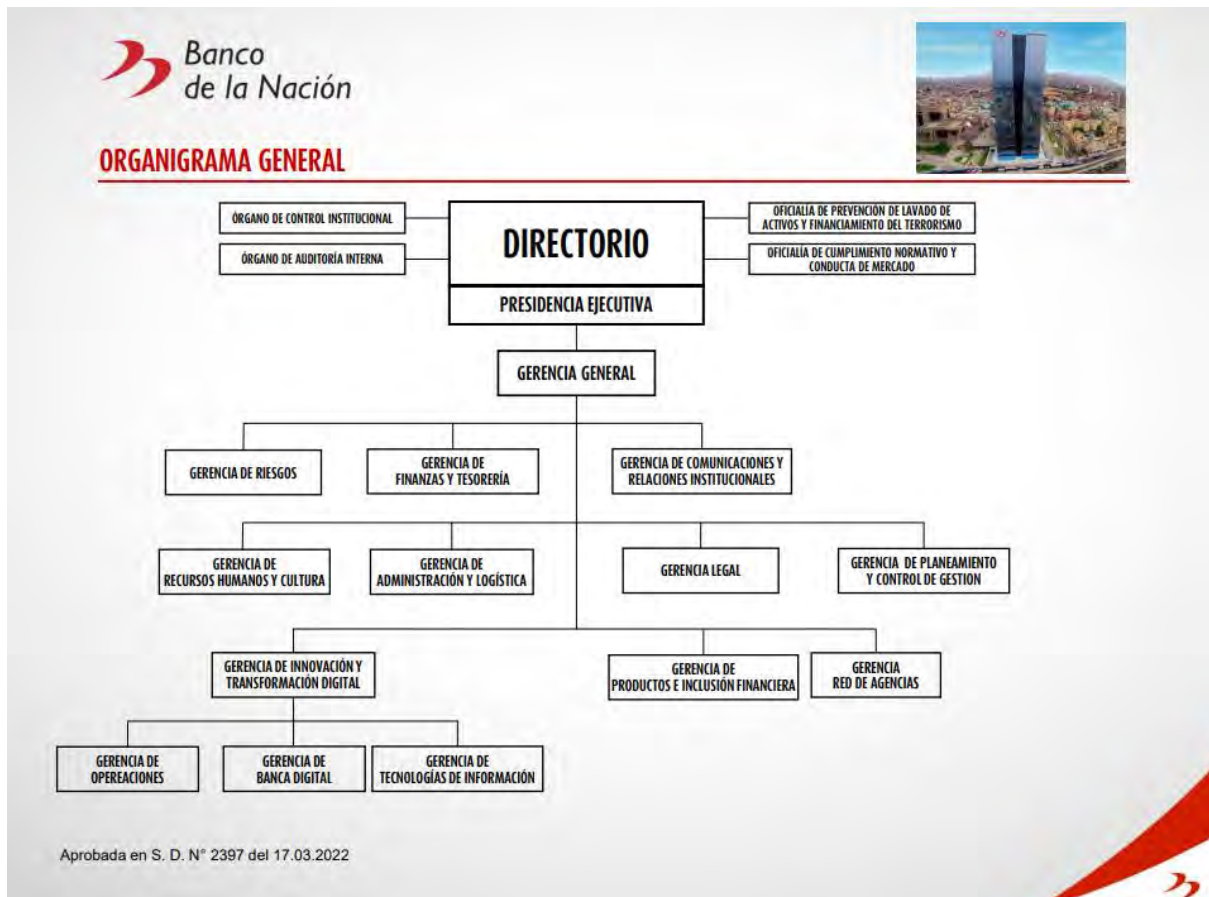 Banco
de la Nación
ORGANIGRAMA GENERAL
ÓRGANO DE CONTROL INSTITUCIONAL
ÓRGANO DE AUDITORÍA INTERNA
DIRECTORIO
PRESIDENCIA EJECUTIVA
OFICIALÍA DE PREVENCIÓN DE LAVADO DE
ACTIVOS Y FINANCIAMIENTO DEL TERRORISMO
OFICIALÍA DE CUMPLIMIENTO NORMATIVO Y
CONDUCTA DE MERCADO
GERENCIA GENERAL
GERENCIA DE RIESGOS
GERENCIA DE
FINANZAS Y TESORERÍA
GERENCIA DE COMUNICACIONES Y
RELACIONES INSTITUCIONALES
GERENCIA DE
RECURSOS HUMANOS Y CULTURA
GERENCIA DE
ADMINISTRACIÓN Y LOGÍSTICA
GERENCIA LEGAL
GERENCIA DE PLANEAMIENTO
Y CONTROL DE GESTION
GERENCIA DE INNOVACIÓN Y
TRANSFORMACIÓN DIGITAL
GERENCIA DE
PRODUCTOS E INCLUSIÓN FINANCIERA
GERENCIA
RED DE AGENCIAS
GERENCIA DE
OPEREACIONES
GERENCIA DE
BANCA DIGITAL
GERENCIA DE
TECNOLOGÍAS DE INFORMACIÓN
Aprobada en S. D. N° 2397 del 17.03.2022